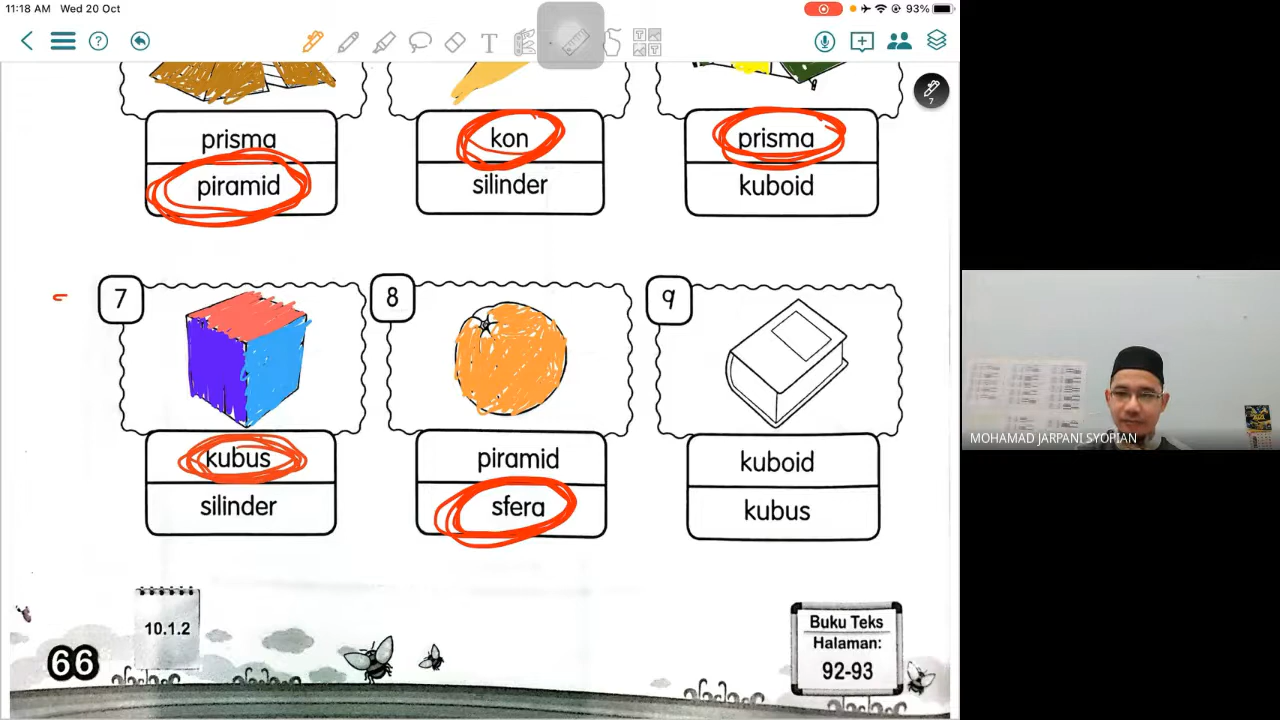 11:18 AM Wed 20 Oct
93%
T
7
prisma
piramid
kon
silinder
prisma
kuboid
7
8
9
kubus
silinder
piramid
sfera
kuboid
kubus
10.1.2
66
Buku Teks
Halaman:
92-93
MOHAMAD JARPANI SYOPIAN